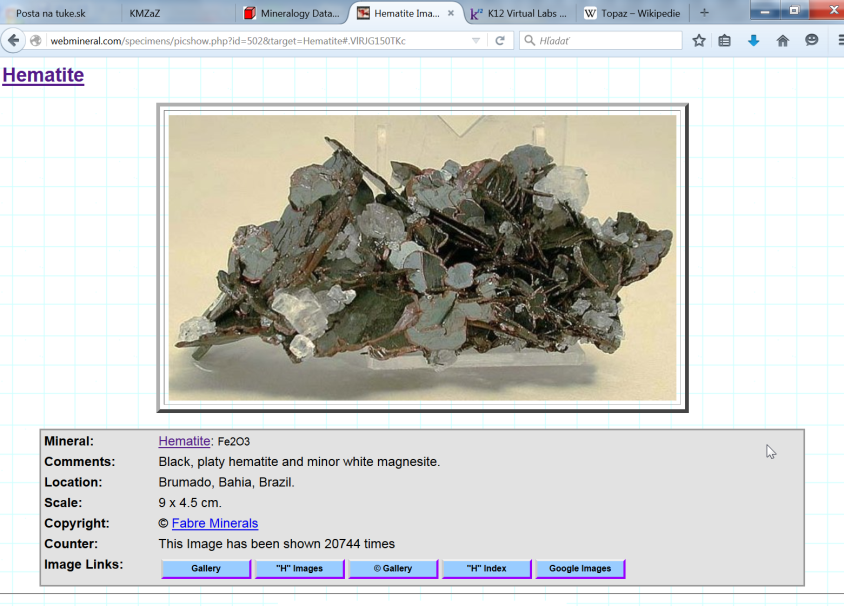 Posta na tuke.sk
KMZaZ
Mineralogy Data...
Hematite Ima... ×
K12 Virtual Labs ...
Topaz – Wikipedie
webmineral.com/specimens/picshow.php?id=502&target=Hematite#.VlRJG150TKc
Hľadať
Hematite
Mineral: Hematite: Fe2O3
Comments: Black, platy hematite and minor white magnesite.
Location: Brumado, Bahia, Brazil.
Scale: 9 x 4.5 cm.
Copyright: © Fabre Minerals
Counter: This Image has been shown 20744 times
Image Links: Gallery "H" Images © Gallery "H" Index Google Images